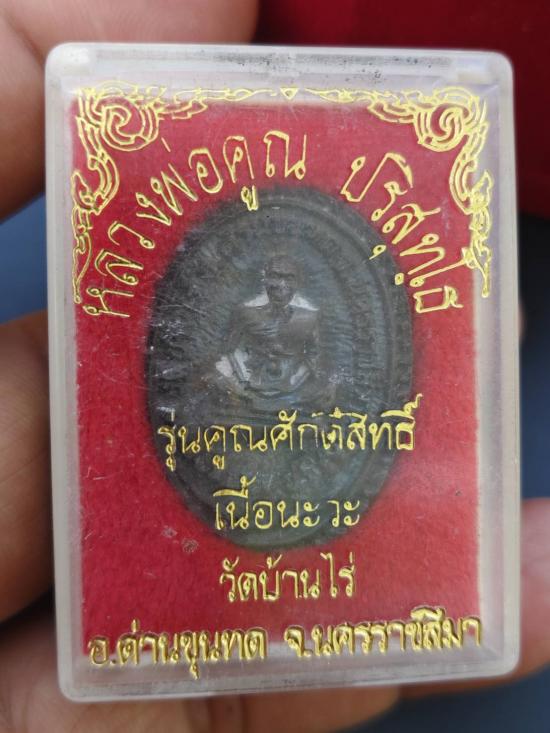 หลวงพ่อคูณ ปริสุทฺโธ
รุ่นคูณศักดิ์สิทธิ์
เนื้อนะวะ
วัดบ้านไร่
อ.ด่านขุนทด จ.นครราชสีมา